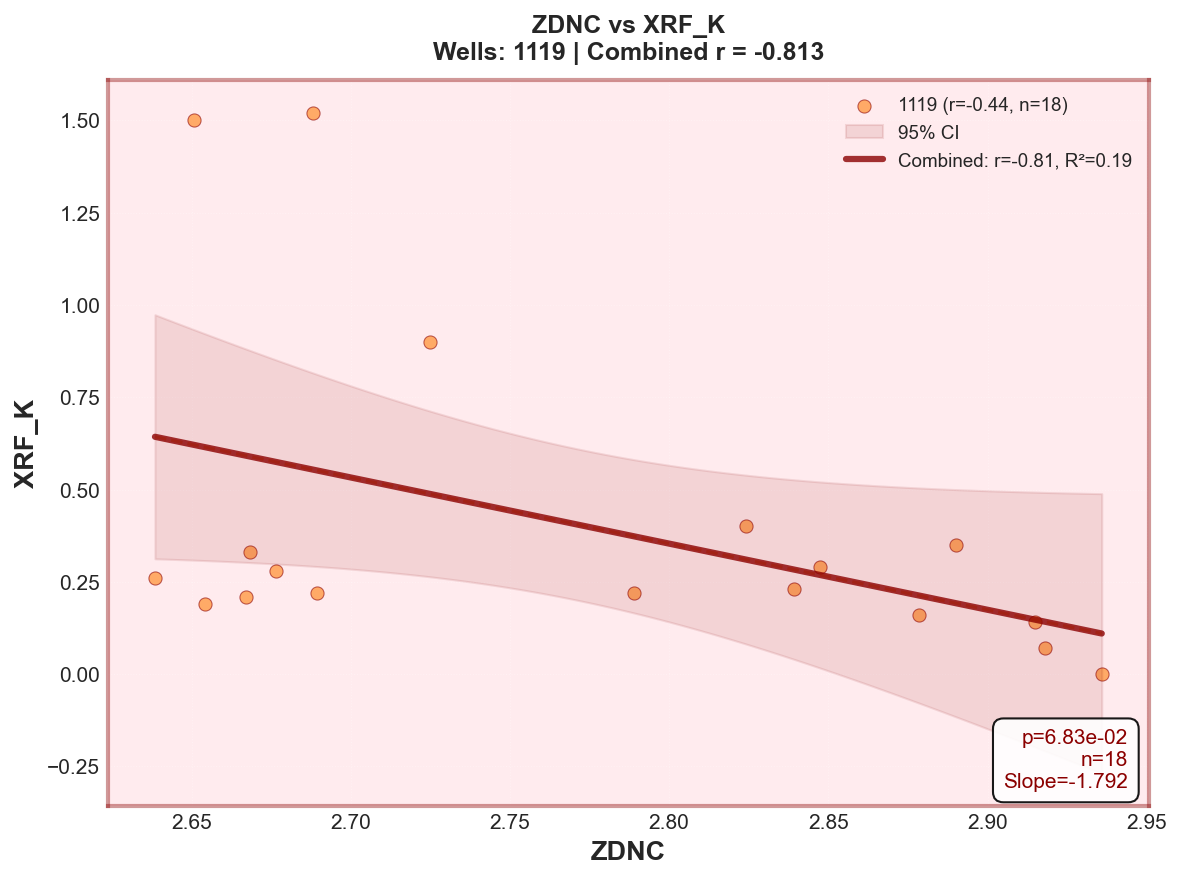 ZDNC vs XRF_K
Wells: 1119 | Combined r = -0.813
1119 (r=-0.44, n=18)
95% CI
Combined: r=-0.81, R²=0.19
1.50
1.25
1.00
0.75
0.50
0.25
0.00
−0.25
XRF_K
p=6.83e-02
n=18
Slope=-1.792
2.65 2.70 2.75 2.80 2.85 2.90 2.95
ZDNC